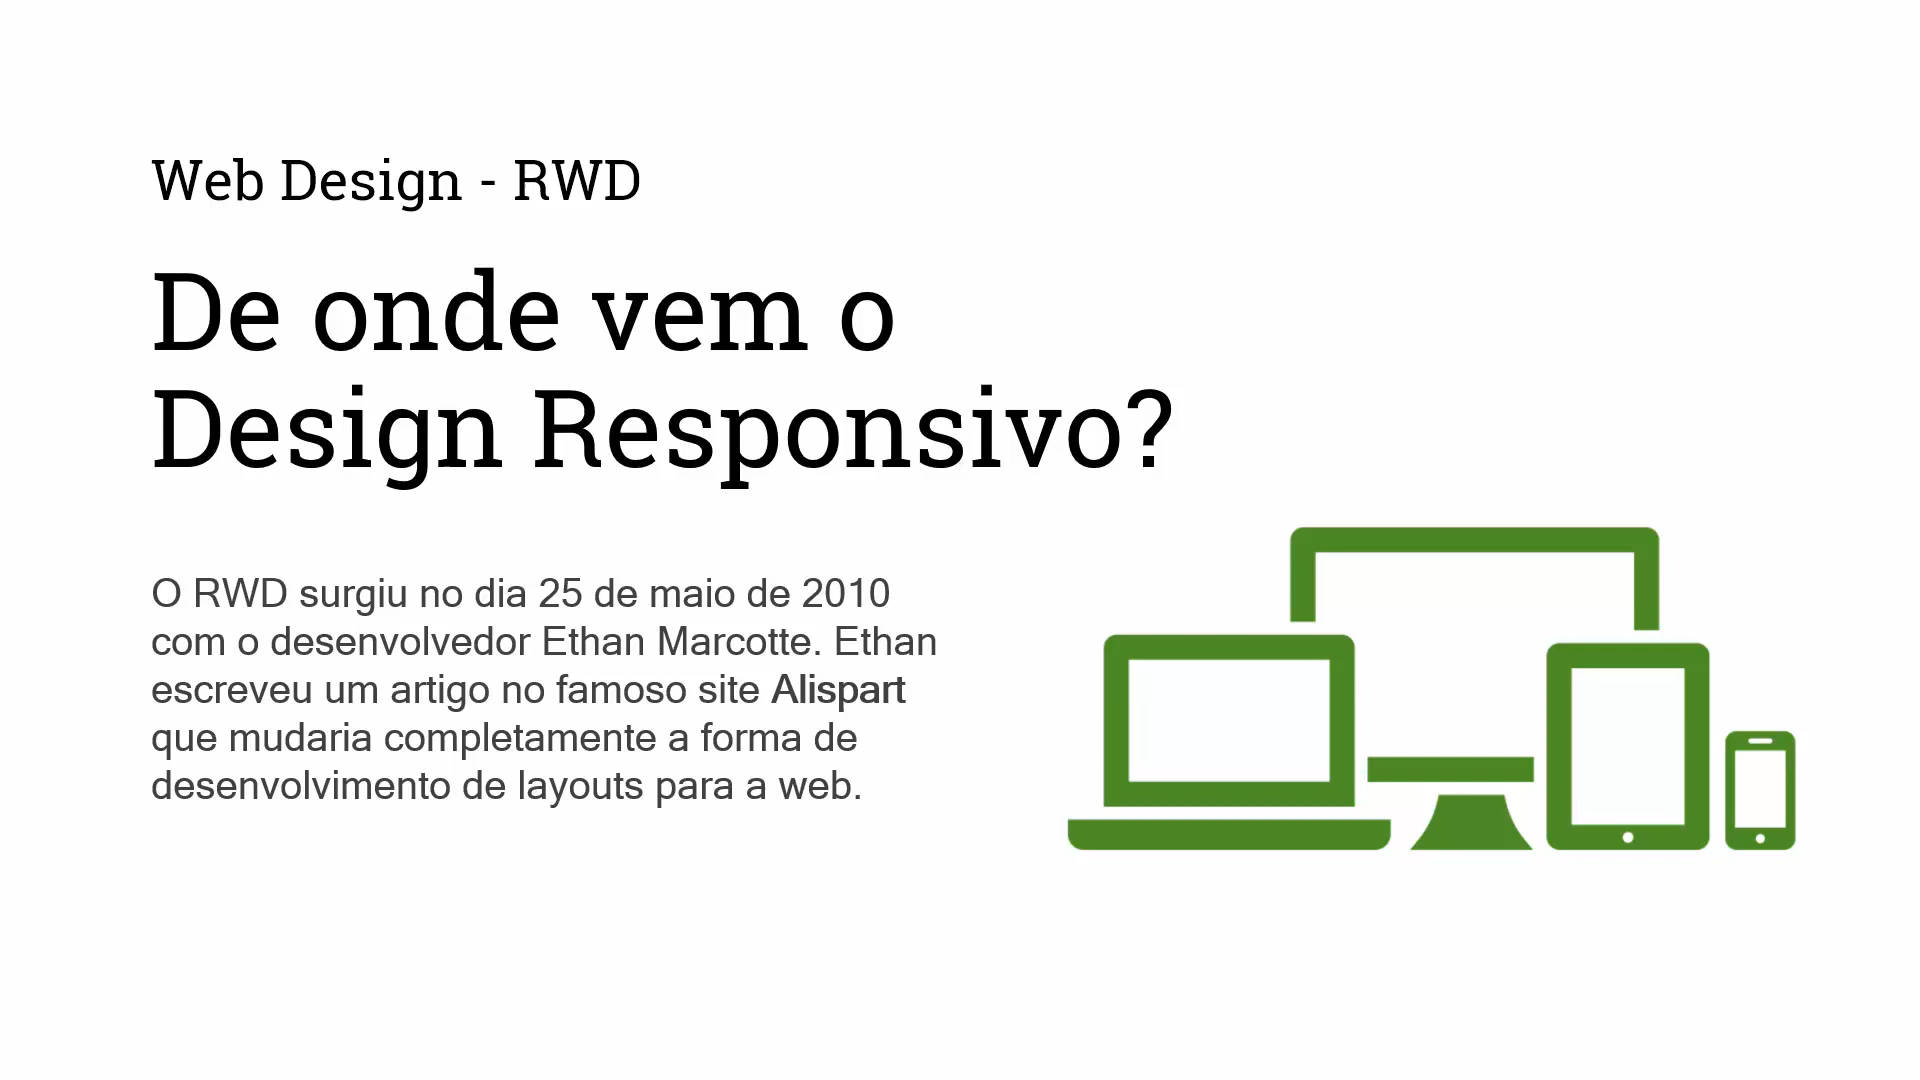 Web Design - RWD
De onde vem o
Design Responsivo?
O RWD surgiu no dia 25 de maio de 2010
com o desenvolvedor Ethan Marcotte. Ethan
escreveu um artigo no famoso site Alispart
que mudaria completamente a forma de
desenvolvimento de layouts para a web.